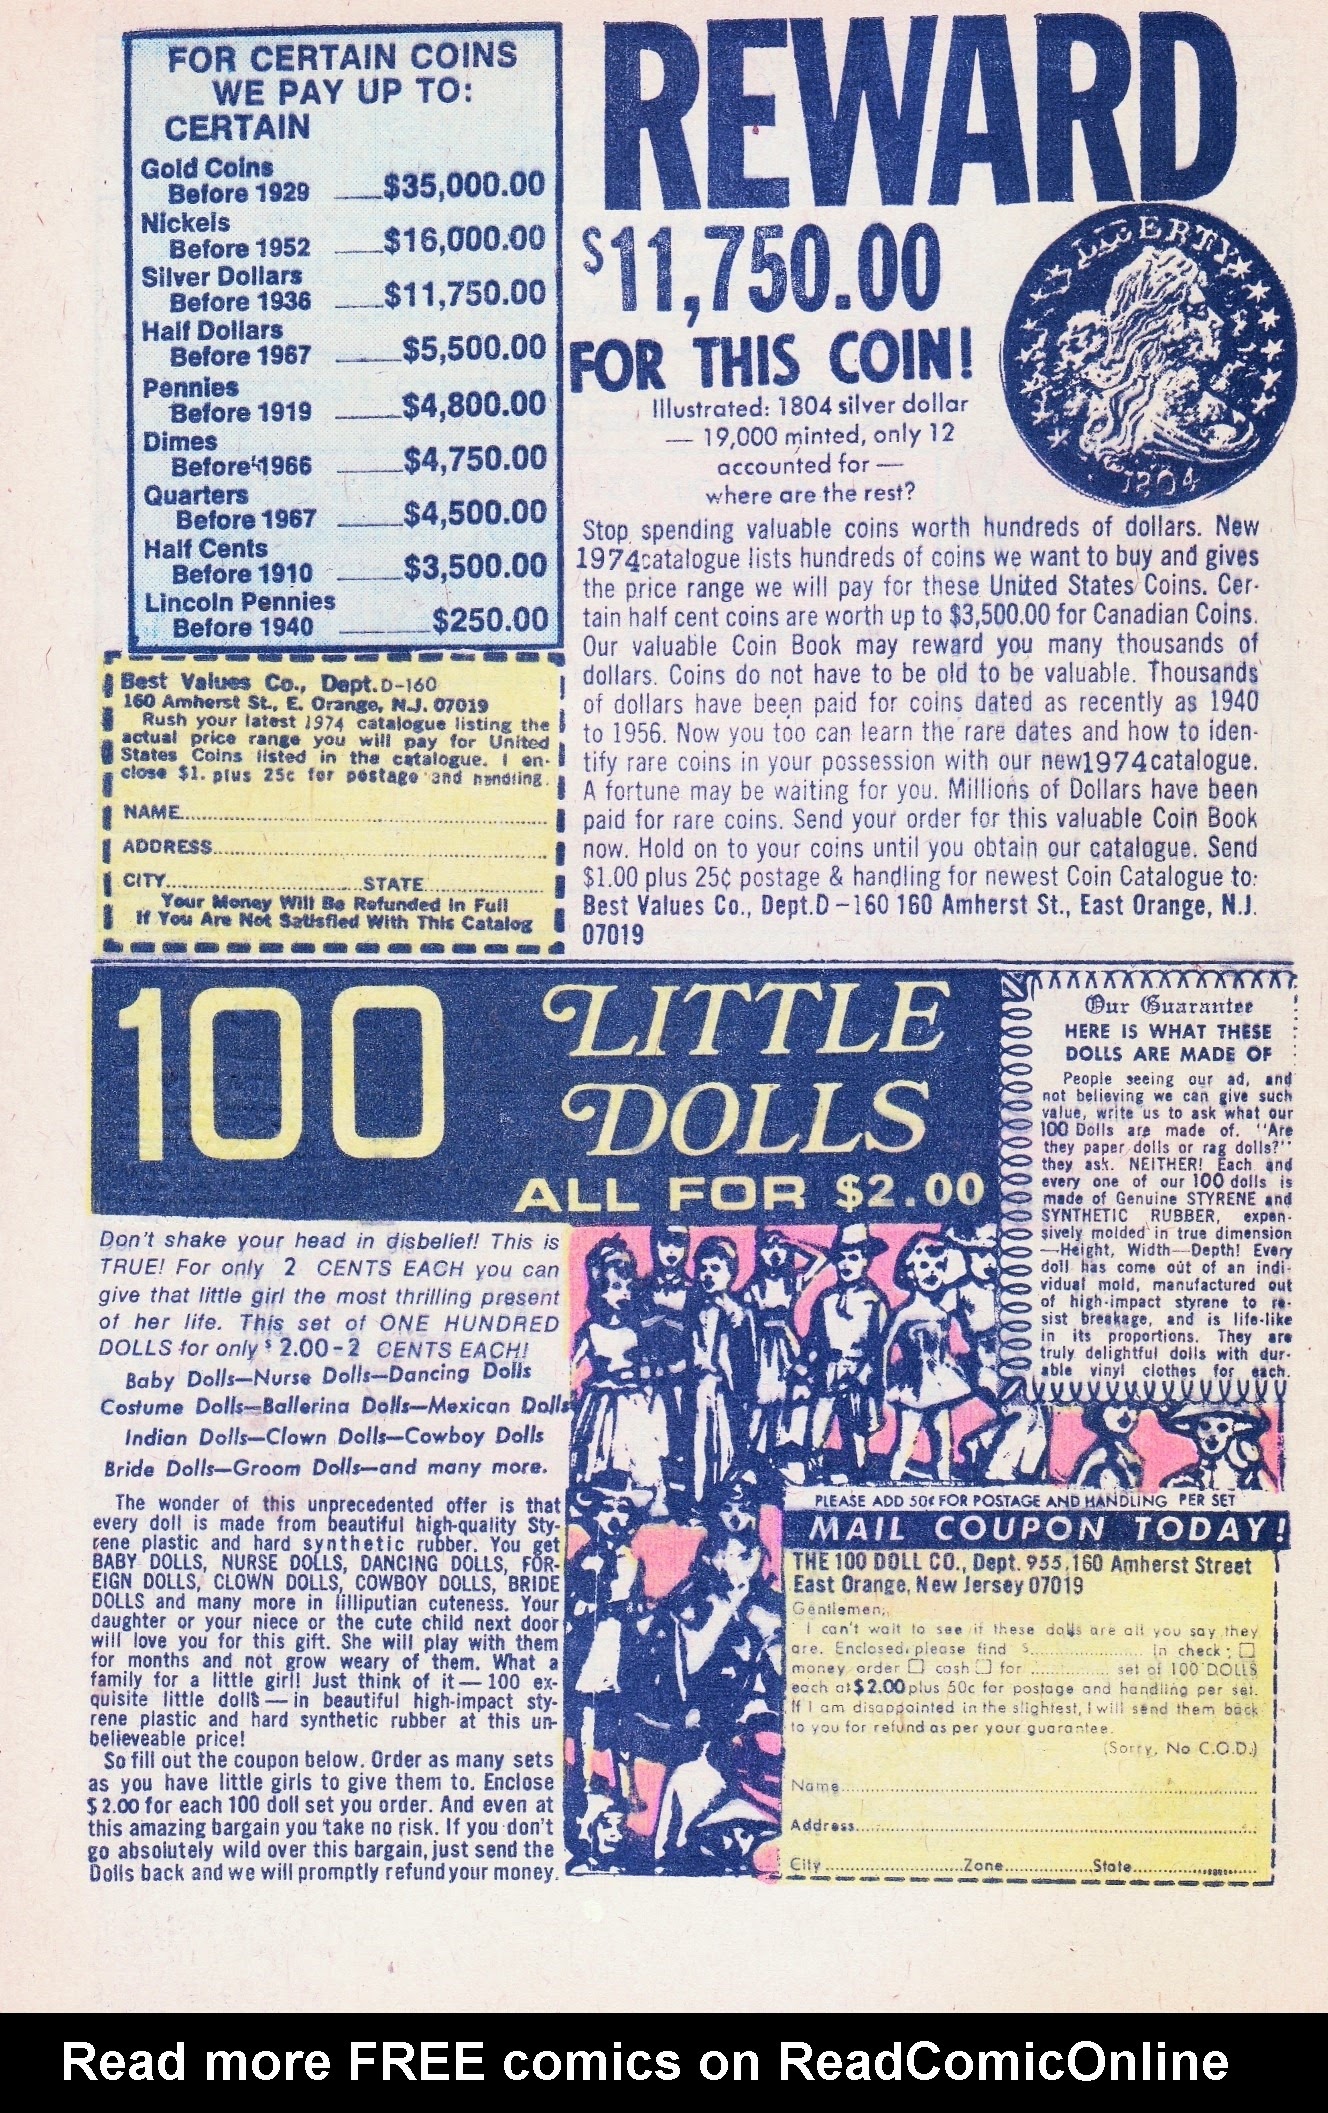 FOR CERTAIN COINS
WE PAY UP TO:
CERTAIN
Gold Coins
Before 1929 $35,000.00
Nickels
Before 1952 $16,000.00
Silver Dollars
Before 1936 $11,750.00
Half Dollars
Before 1967 $5,500.00
Pennies
Before 1919 $4,800.00
Dimes
Before 1966 $4,750.00
Quarters
Before 1967 $4,500.00
Half Cents
Before 1910 $3,500.00
Lincoln Pennies
Before 1940 $250.00
Best Values Co., Dept.D-160
160 Amherst St., E. Orange, N.J. 07019
Rush your latest 1974 catalogue listing the
actual price range you will pay for United
States Coins listed in the catalogue. I en-
close $1. plus 25c for postage and handling.
NAME
ADDRESS
CITY STATE
Your Money Will Be Refunded In Full
If You Are Not Satisfied With This Catalog
REWARD
$11,750.00
FOR THIS COIN!
LIBERTY
1804
Illustrated: 1804 silver dollar
— 19,000 minted, only 12
accounted for —
where are the rest?
Stop spending valuable coins worth hundreds of dollars. New
1974catalogue lists hundreds of coins we want to buy and gives
the price range we will pay for these United States Coins. Cer-
tain half cent coins are worth up to $3,500.00 for Canadian Coins.
Our valuable Coin Book may reward you many thousands of
dollars. Coins do not have to be old to be valuable. Thousands
of dollars have been paid for coins dated as recently as 1940
to 1956. Now you too can learn the rare dates and how to iden-
tify rare coins in your possession with our new1974catalogue.
A fortune may be waiting for you. Millions of Dollars have been
paid for rare coins. Send your order for this valuable Coin Book
now. Hold on to your coins until you obtain our catalogue. Send
$1.00 plus 25¢ postage & handling for newest Coin Catalogue to:
Best Values Co., Dept.D-160 160 Amherst St., East Orange, N.J.
07019
100 LITTLE
DOLLS
ALL FOR $2.00
Don't shake your head in disbelief! This is
TRUE! For only 2 CENTS EACH you can
give that little girl the most thrilling present
of her life. This set of ONE HUNDRED
DOLLS for only $2.00-2 CENTS EACH!
Baby Dolls—Nurse Dolls—Dancing Dolls
Costume Dolls—Ballerina Dolls—Mexican Dolls
Indian Dolls—Clown Dolls—Cowboy Dolls
Bride Dolls—Groom Dolls—and many more.
The wonder of this unprecedented offer is that
every doll is made from beautiful high-quality Sty-
rene plastic and hard synthetic rubber. You get
BABY DOLLS, NURSE DOLLS, DANCING DOLLS, FOR-
EIGN DOLLS, CLOWN DOLLS, COWBOY DOLLS, BRIDE
DOLLS and many more in lilliputian cuteness. Your
daughter or your niece or the cute child next door
will love you for this gift. She will play with them
for months and not grow weary of them. What a
family for a little girl! Just think of it — 100 ex-
quisite little dolls — in beautiful high-impact sty-
rene plastic and hard synthetic rubber at this un-
believeable price!
So fill out the coupon below. Order as many sets
as you have little girls to give them to. Enclose
$2.00 for each 100 doll set you order. And even at
this amazing bargain you take no risk. If you don't
go absolutely wild over this bargain, just send the
Dolls back and we will promptly refund your money.
Our Guarantee
HERE IS WHAT THESE
DOLLS ARE MADE OF
People seeing our ad, and
not believing we can give such
value, write us to ask what our
100 Dolls are made of. "Are
they paper dolls or rag dolls?"
they ask. NEITHER! Each and
every one of our 100 dolls is
made of Genuine STYRENE and
SYNTHETIC RUBBER, expen-
sively molded in true dimension
—Height, Width—Depth! Every
doll has come out of an indi-
vidual mold, manufactured out
of high-impact styrene to re-
sist breakage, and is life-like
in its proportions. They are
truly delightful dolls with dur-
able vinyl clothes for each.
PLEASE ADD 50¢ FOR POSTAGE AND HANDLING PER SET
MAIL COUPON TODAY!
THE 100 DOLL CO., Dept. 955, 160 Amherst Street
East Orange, New Jersey 07019
Gentlemen:
I can't wait to see if these dolls are all you say they
are. Enclosed, please find $ In check: □
money order □ cash □ for set of 100 DOLLS
each at $2.00 plus 50c for postage and handling per set.
If I am disappointed in the slightest, I will send them back
to you for refund as per your guarantee.
(Sorry, No C.O.D.)
Name
Address
City Zone State
Read more FREE comics on ReadComicOnline